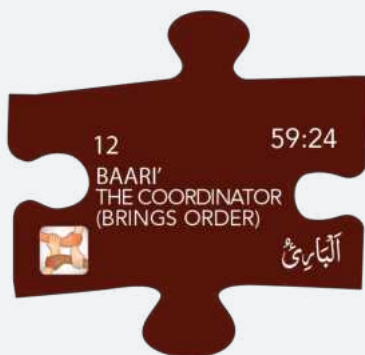 12 59:24
BAARI'
THE COORDINATOR
(BRINGS ORDER)
اَلْبَارِئُ